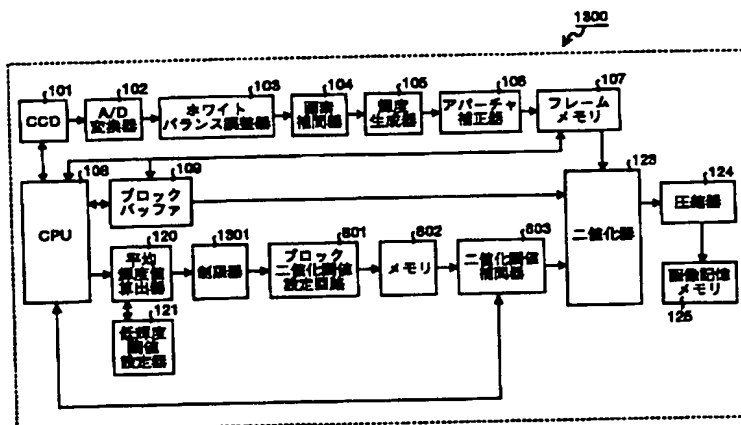 1300
101
102
103
104
105
106
107
CCD
A/D
変換器
ホワイト
バランス調整器
画素
補間器
輝度
生成器
アパーチャ
補正器
フレーム
メモリ
108
109
123
124
CPU
ブロック
バッファ
二値化器
圧縮器
120
1301
601
602
603
平均
輝度値
算出器
制限器
ブロック
二値化閾値
設定回路
メモリ
二値化閾値
補間器
画像記憶
メモリ
125
121
低輝度
閾値
設定器